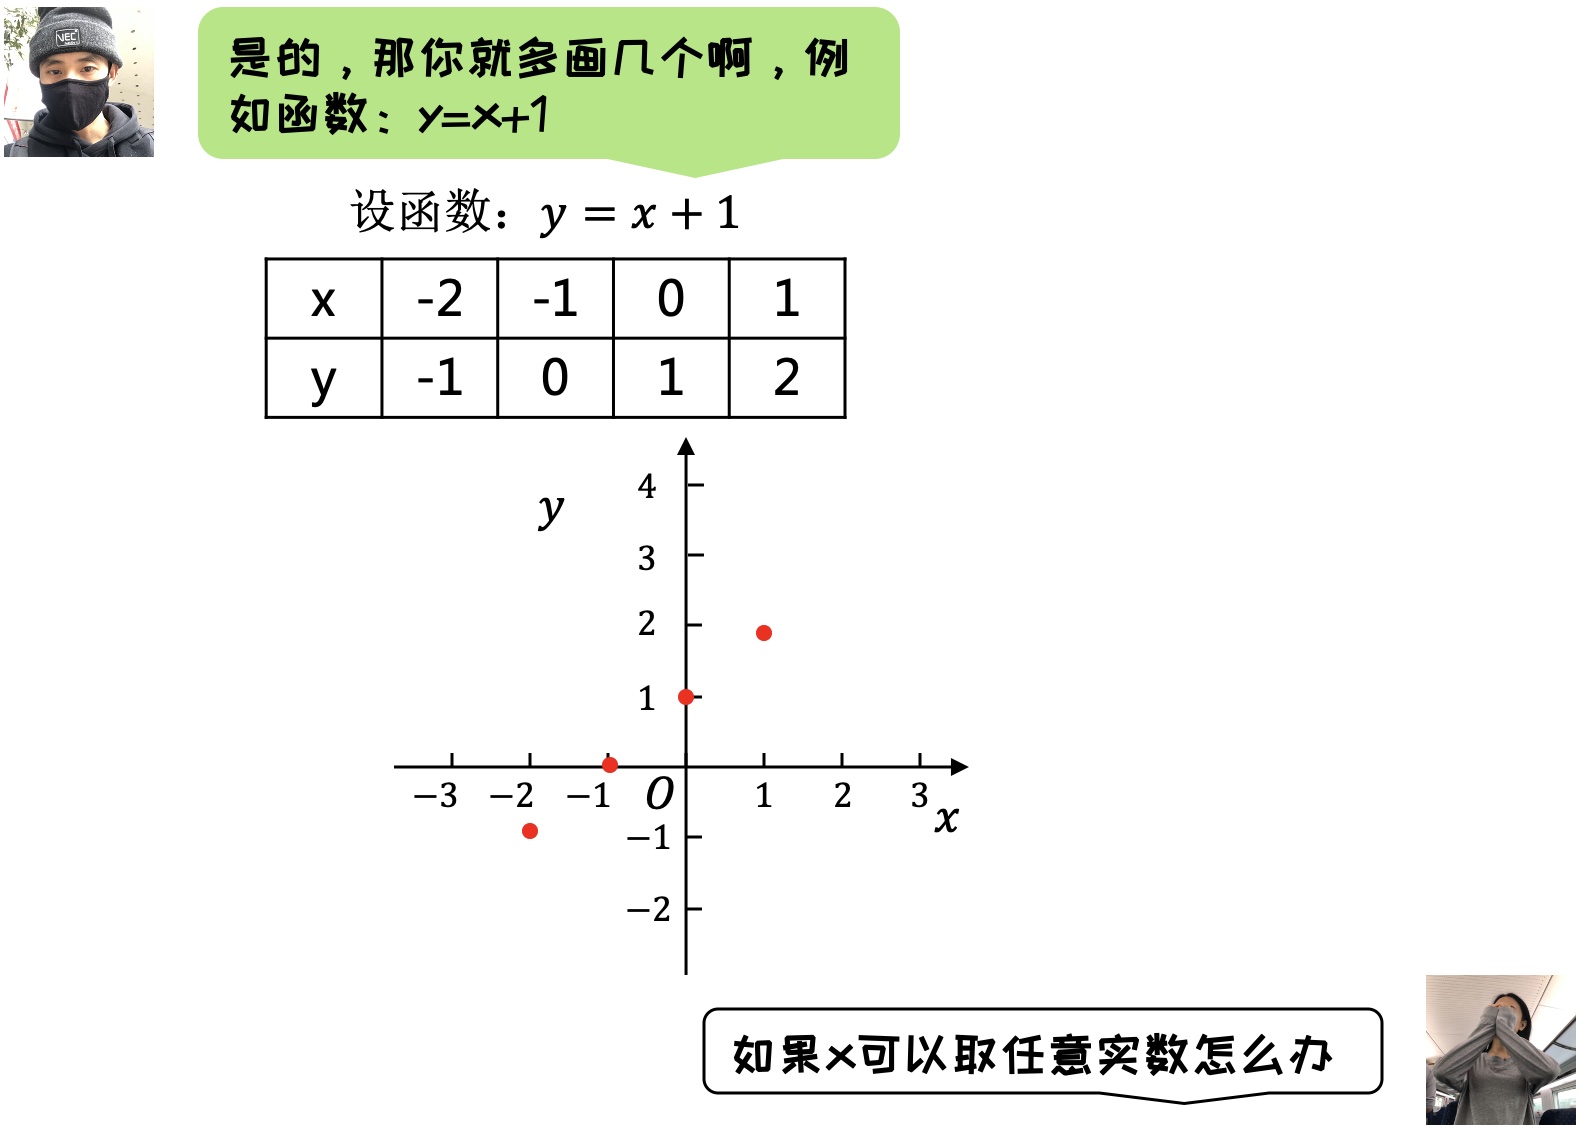 VEC
是的，那你就多画几个啊，例
如函数：y=x+1
设函数：y = x + 1
x -2 -1 0 1
y -1 0 1 2
y
4
3
2
1
−3 −2 −1 O 1 2 3
x
−1
−2
如果x可以取任意实数怎么办